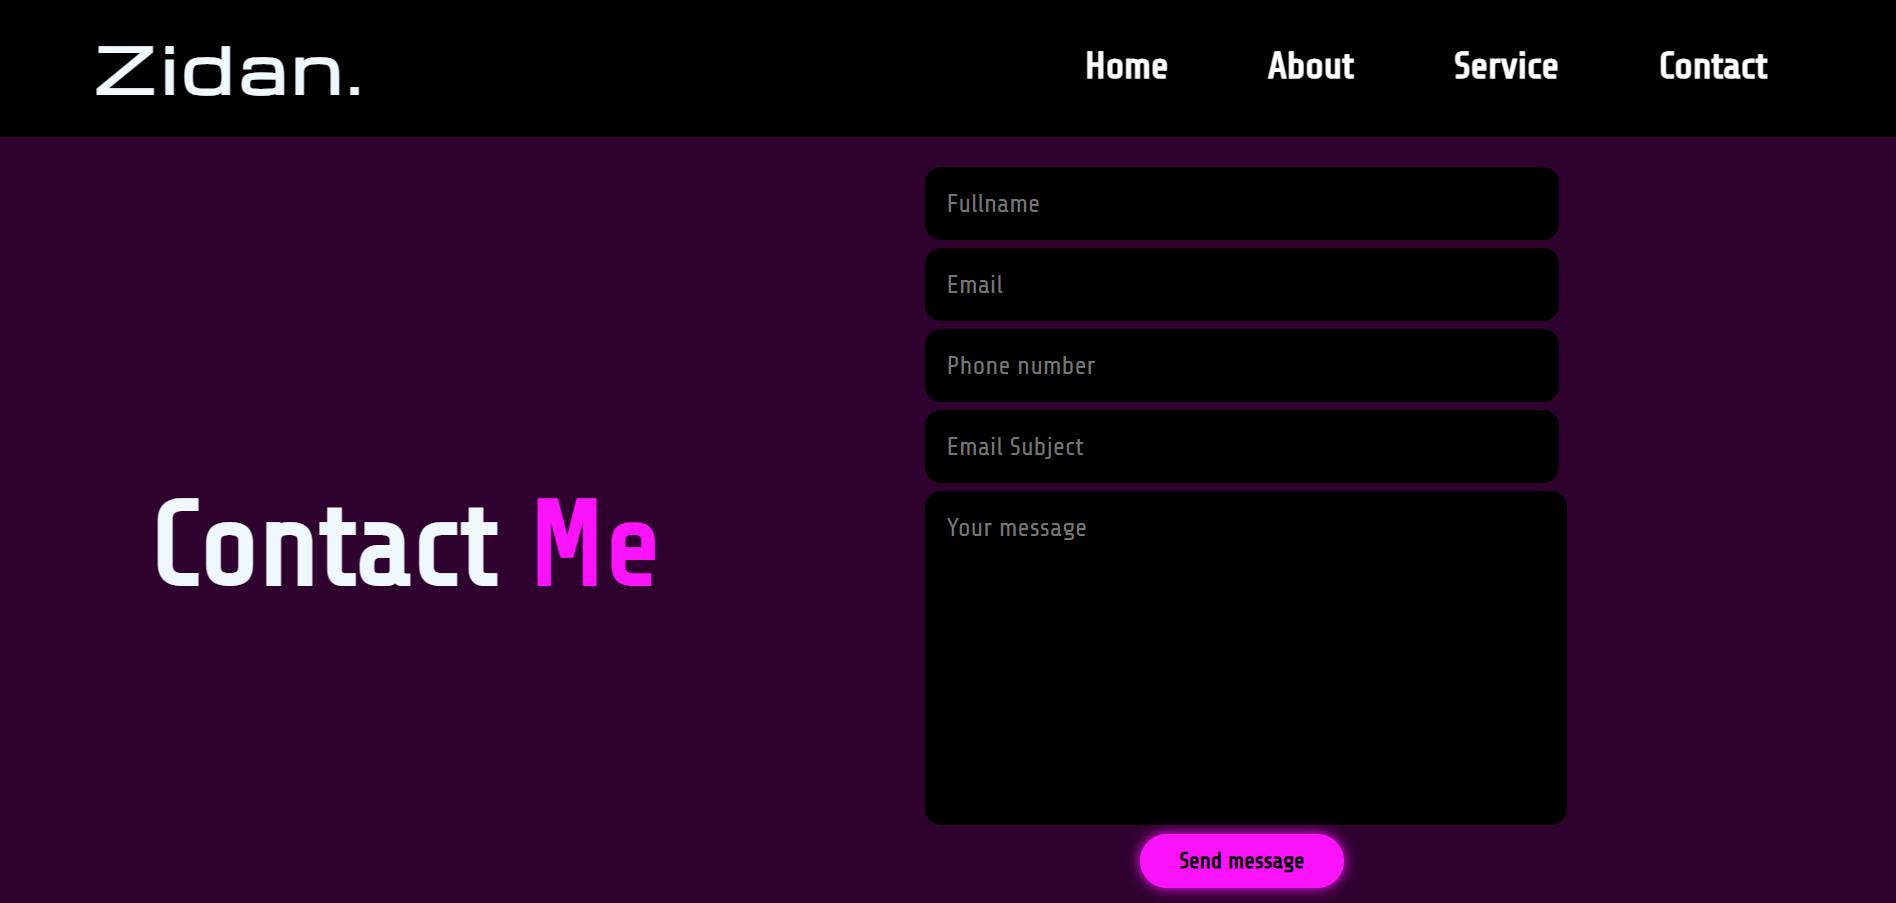 Zidan.
Home About Service Contact
Fullname
Email
Phone number
Email Subject
Your message
Contact Me
Send message